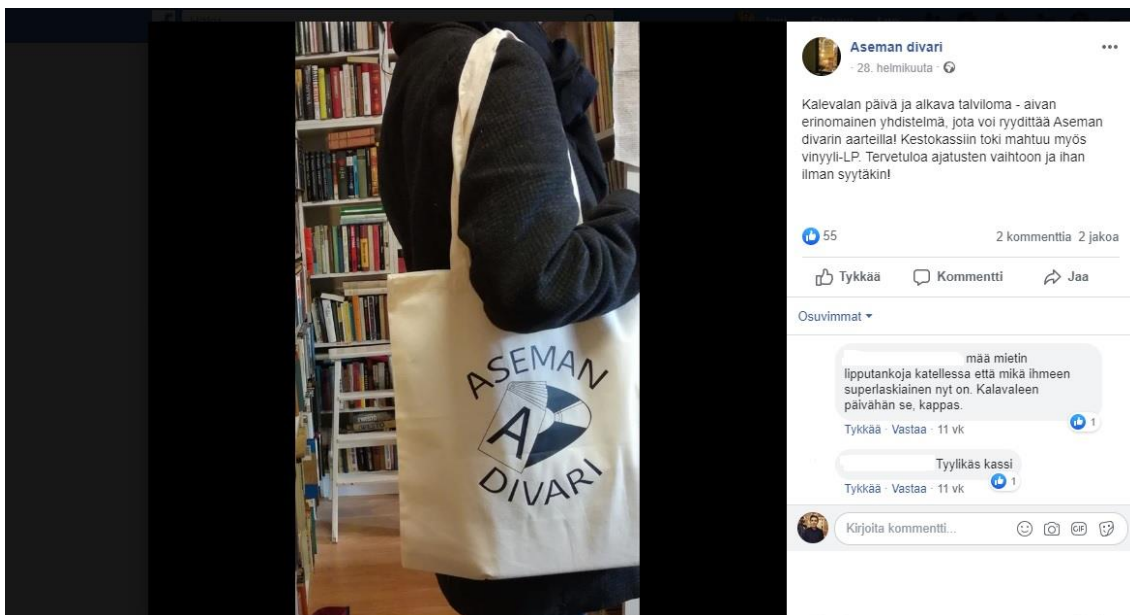 Aseman divari
· 28. helmikuuta ·
Kalevalan päivä ja alkava talviloma - aivan
erinomainen yhdistelmä, jota voi ryydittää Aseman
divarin aarteilla! Kestokassiin toki mahtuu myös
vinyyli-LP. Tervetuloa ajatusten vaihtoon ja ihan
ilman syytäkin!
55
2 kommenttia 2 jakoa
Tykkää Kommentti Jaa
Osuvimmat
mää mietin
lipputankoja katellessa että mikä ihmeen
superlaskiainen nyt on. Kalavaleen
päivähän se, kappas.
1
Tykkää · Vastaa · 11 vk
Tyylikäs kassi
1
Tykkää · Vastaa · 11 vk
Kirjoita kommentti...
GIF
ASEMAN
A
DIVARI